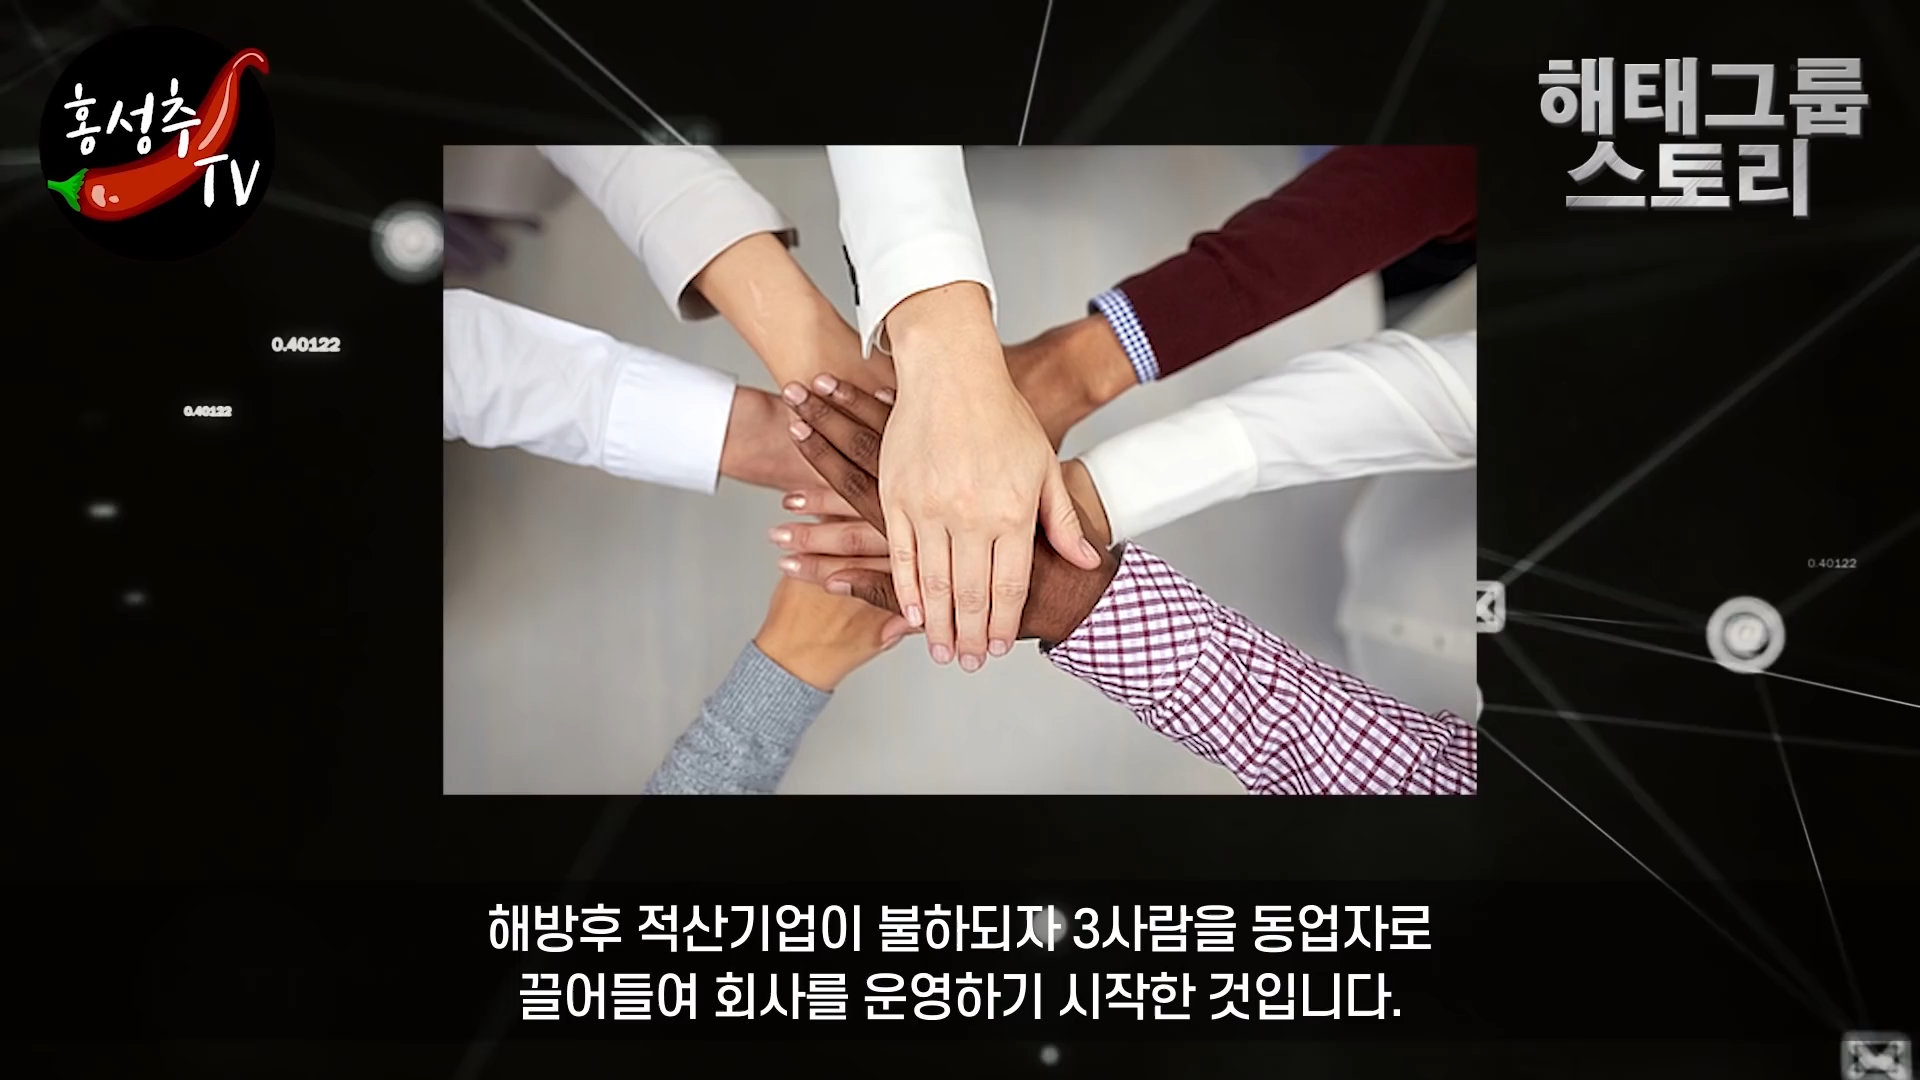 홍성추
TV
해태그룹
스토리
0.40122
0.40122
0.40122
해방후 적산기업이 불하되자 3사람을 동업자로
끌어들여 회사를 운영하기 시작한 것입니다.